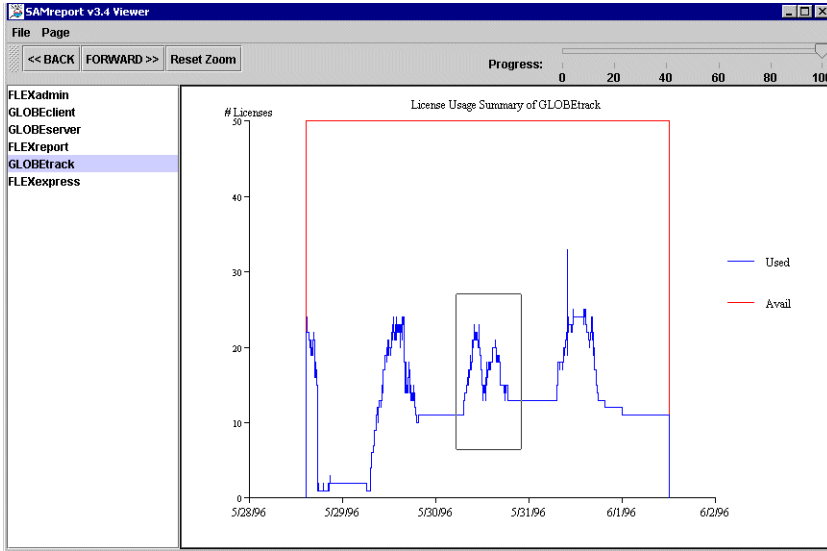 SAMreport v3.4 Viewer
File Page
<< BACK FORWARD >> Reset Zoom
Progress:
0 20 40 60 80 100
FLEXadmin
GLOBEclient
GLOBEserver
FLEXreport
GLOBEtrack
FLEXexpress
License Usage Summary of GLOBEtrack
# Licenses
50
40
30
20
10
0
Used
Avail
5/28/96 5/29/96 5/30/96 5/31/96 6/1/96 6/2/96